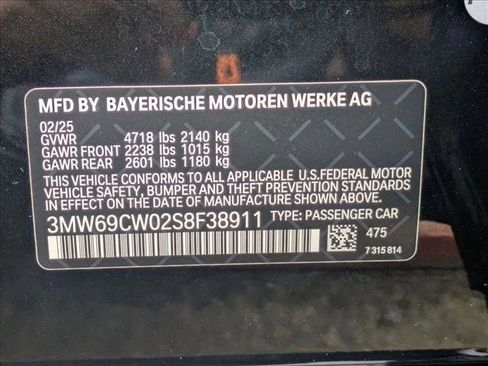 MFD BY BAYERISCHE MOTOREN WERKE AG
02/25
GVWR 4718 lbs 2140 kg
GAWR FRONT 2238 lbs 1015 kg
GAWR REAR 2601 lbs 1180 kg
THIS VEHICLE CONFORMS TO ALL APPLICABLE U.S.FEDERAL MOTOR
VEHICLE SAFETY, BUMPER AND THEFT PREVENTION STANDARDS
IN EFFECT ON THE DATE OF MANUFACTURE SHOWN ABOVE.
3MW69CW02S8F38911 TYPE: PASSENGER CAR
475
7 315 814